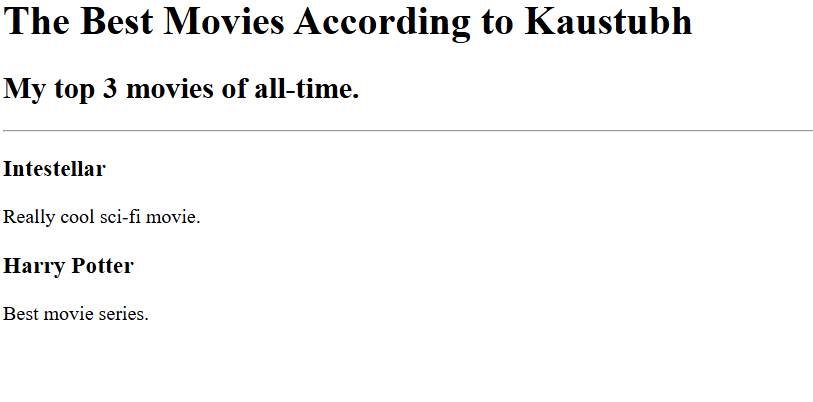 The Best Movies According to Kaustubh
My top 3 movies of all-time.
Intestellar
Really cool sci-fi movie.
Harry Potter
Best movie series.